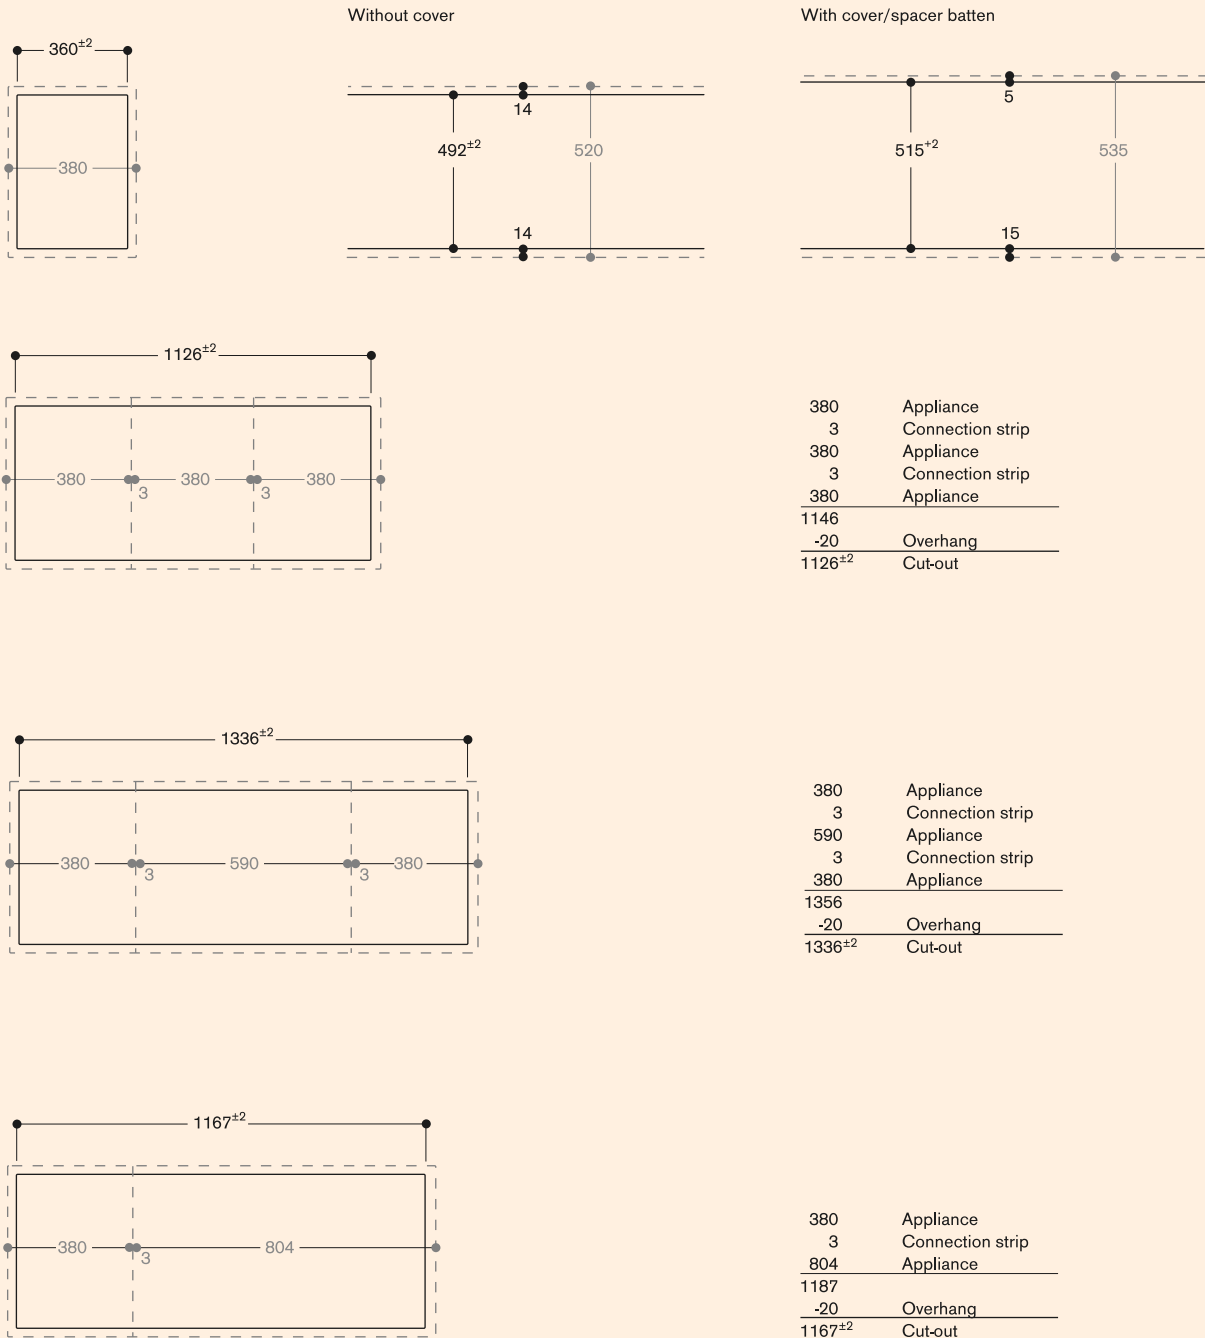 Without cover
With cover/spacer batten
360±2
380
14
492±2
520
14
5
515+2
535
15
1126±2
380
3
380
3
380
380 Appliance
3 Connection strip
380 Appliance
3 Connection strip
380 Appliance
1146
-20 Overhang
1126±2 Cut-out
1336±2
380
3
590
3
380
380 Appliance
3 Connection strip
590 Appliance
3 Connection strip
380 Appliance
1356
-20 Overhang
1336±2 Cut-out
1167±2
380
3
804
380 Appliance
3 Connection strip
804 Appliance
1187
-20 Overhang
1167±2 Cut-out